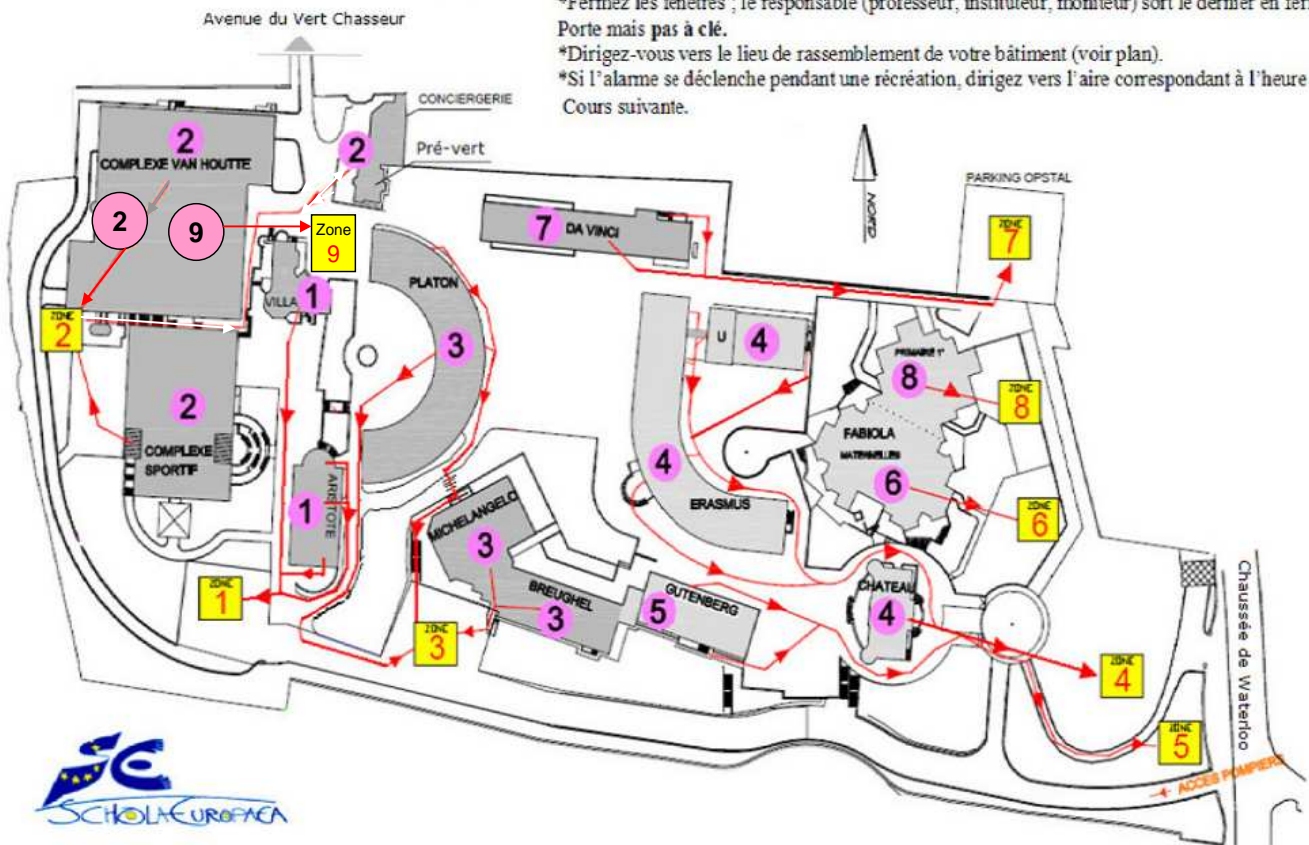 *Fermez les fenêtres ; le responsable (professeur, instituteur, moniteur) sort le dernier en
Porte mais pas à clé.
*Dirigez-vous vers le lieu de rassemblement de votre bâtiment (voir plan).
*Si l'alarme se déclenche pendant une récréation, dirigez vers l'aire correspondant à l'heure
Cours suivante.
Avenue du Vert Chasseur
CONCIERGERIE
2
COMPLEXE VAN HOUTTE
2
Pré-vert
NORD
PARKING OPSTAL
2
9
Zone
9
7
DA VINCI
ZONE
7
VILLA
1
PLATON
3
ZONE
2
U
4
PRIMAIRE 1°
8
ZONE
8
2
COMPLEXE
SPORTIF
FABIOLA
MATERNELLES
6
ZONE
6
4
ERASMUS
1
ARISTOTE
MICHELANGELO
3
BREUGHEL
3
GUTENBERG
5
CHATEAU
4
ZONE
1
ZONE
3
ZONE
4
ZONE
5
Chaussée de Waterloo
ACCES POMPIERS
SE
SCHOLA EUROPAEA